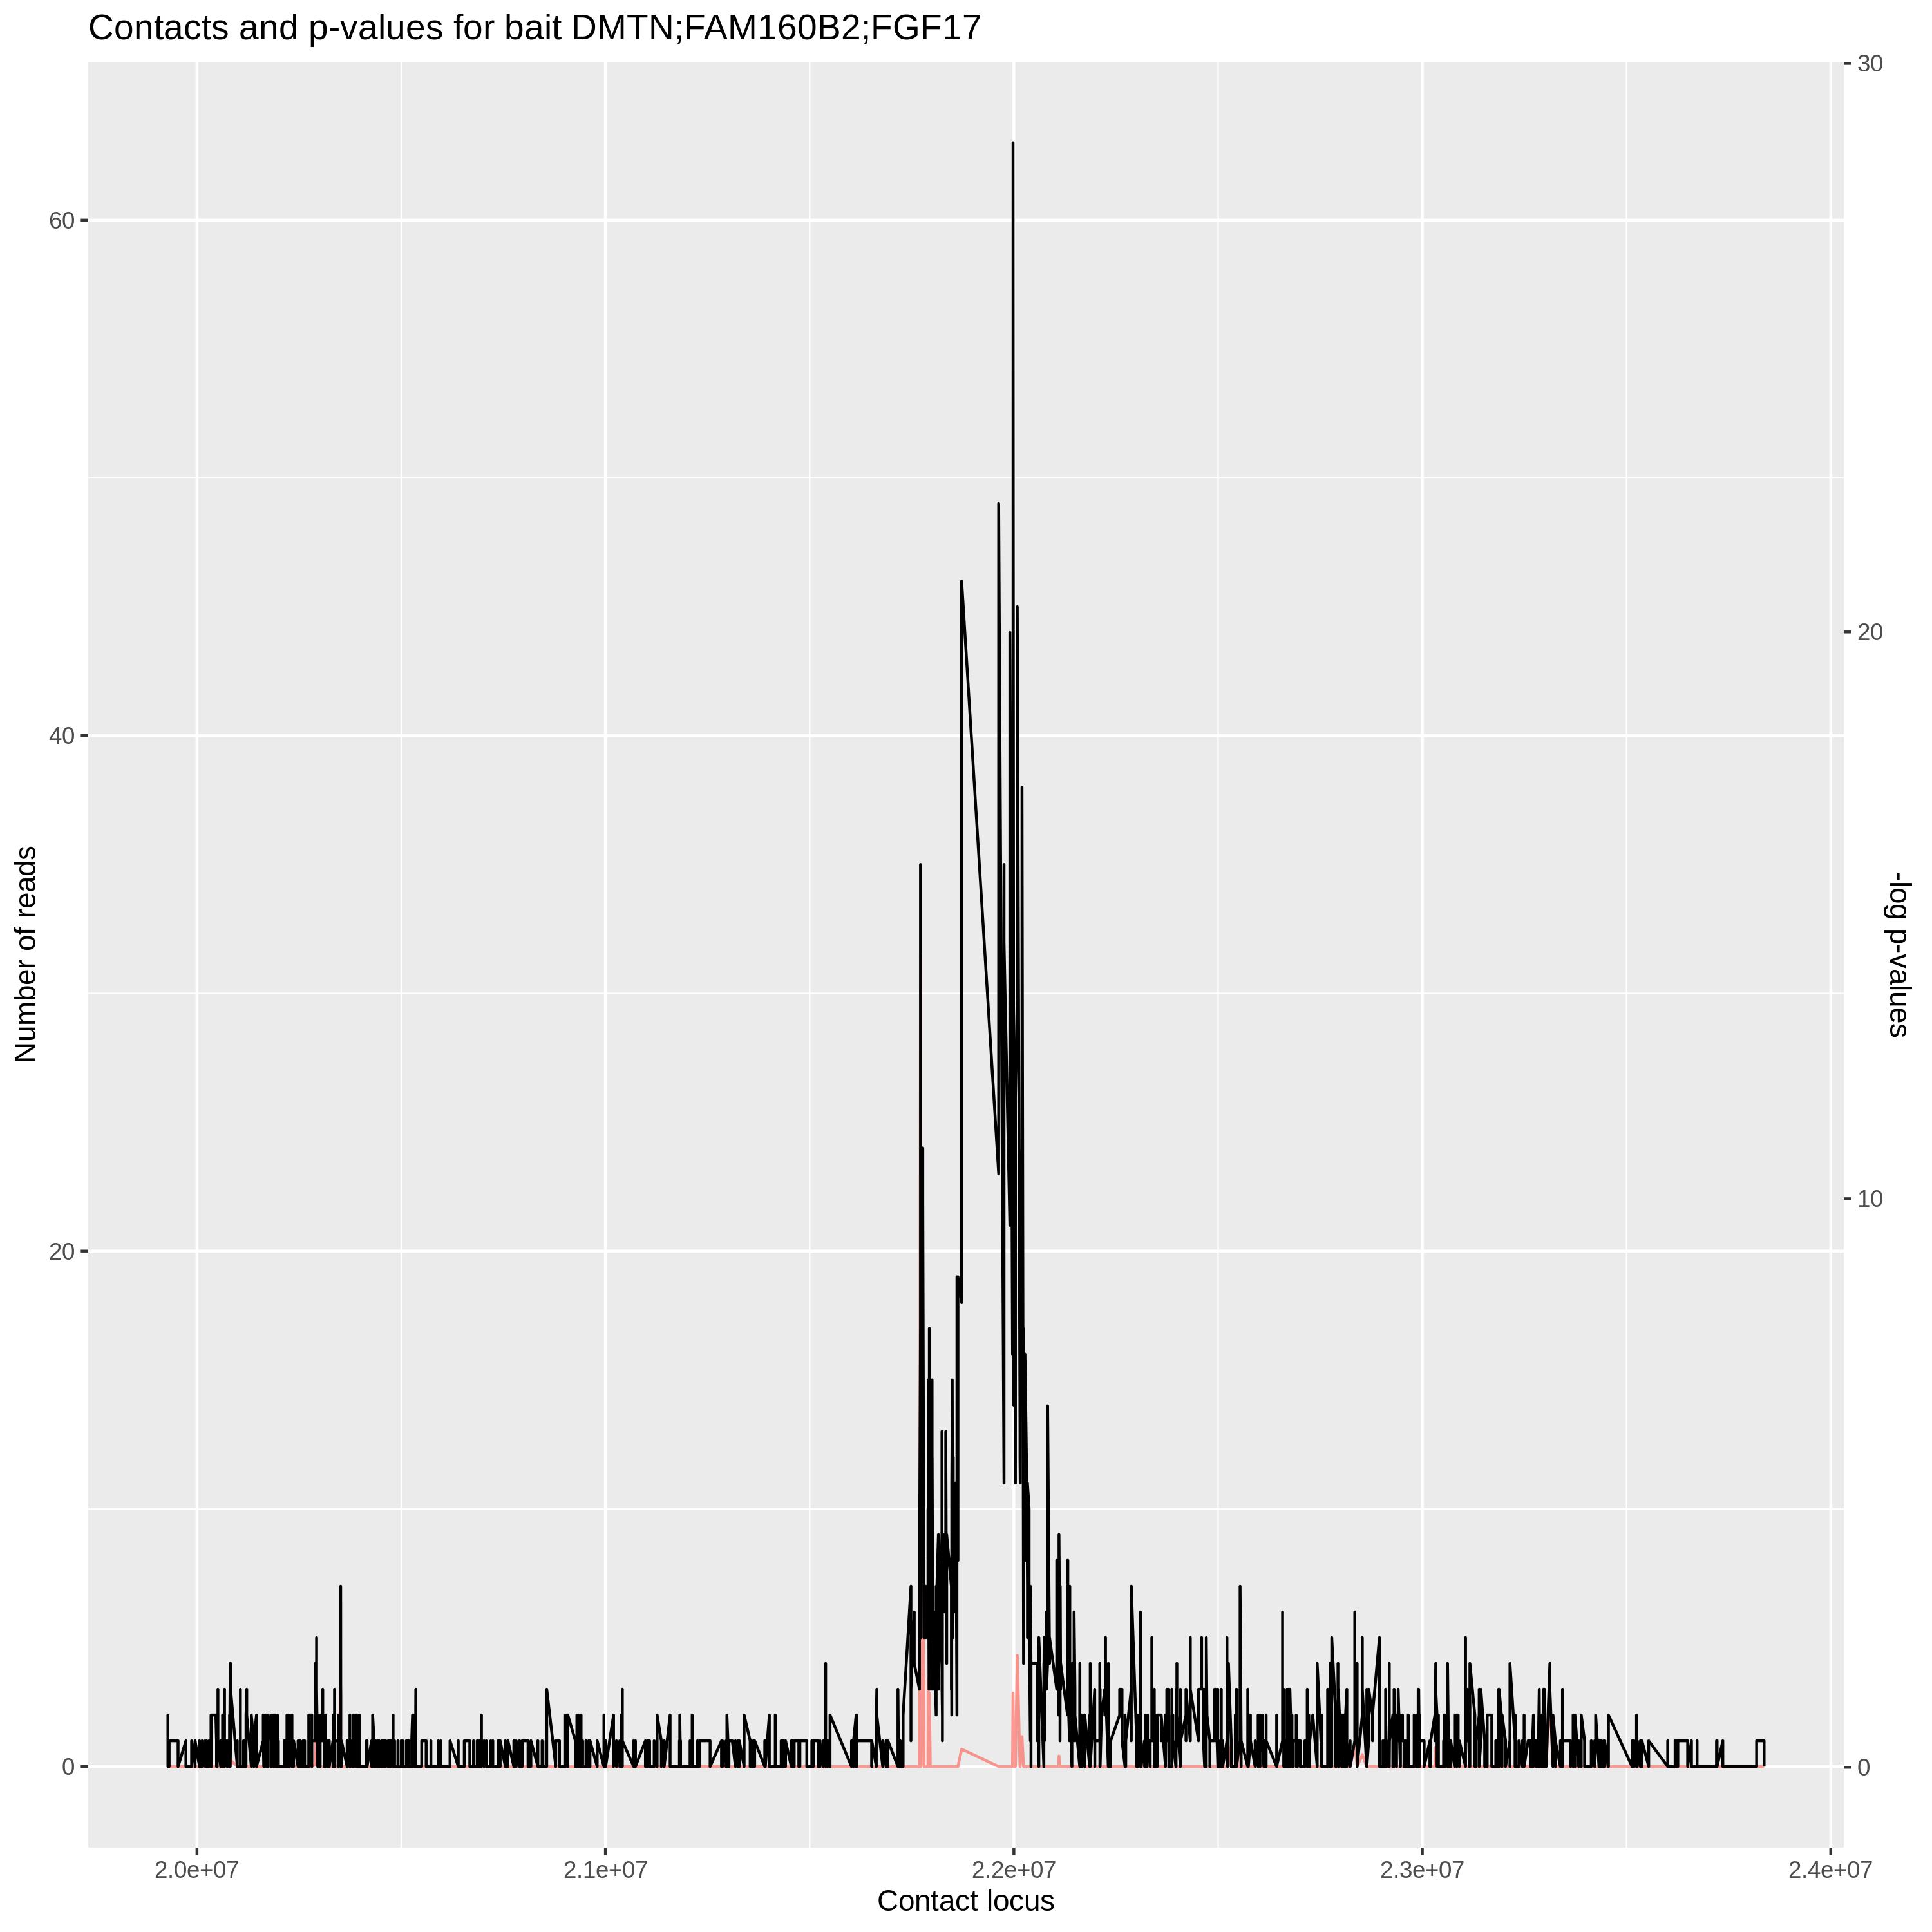 Contacts and p-values for bait DMTN;FAM160B2;FGF17
30
60
20
40
Number of reads
-log p-values
10
20
0
0
2.0e+07
2.1e+07
2.2e+07
2.3e+07
2.4e+07
Contact locus